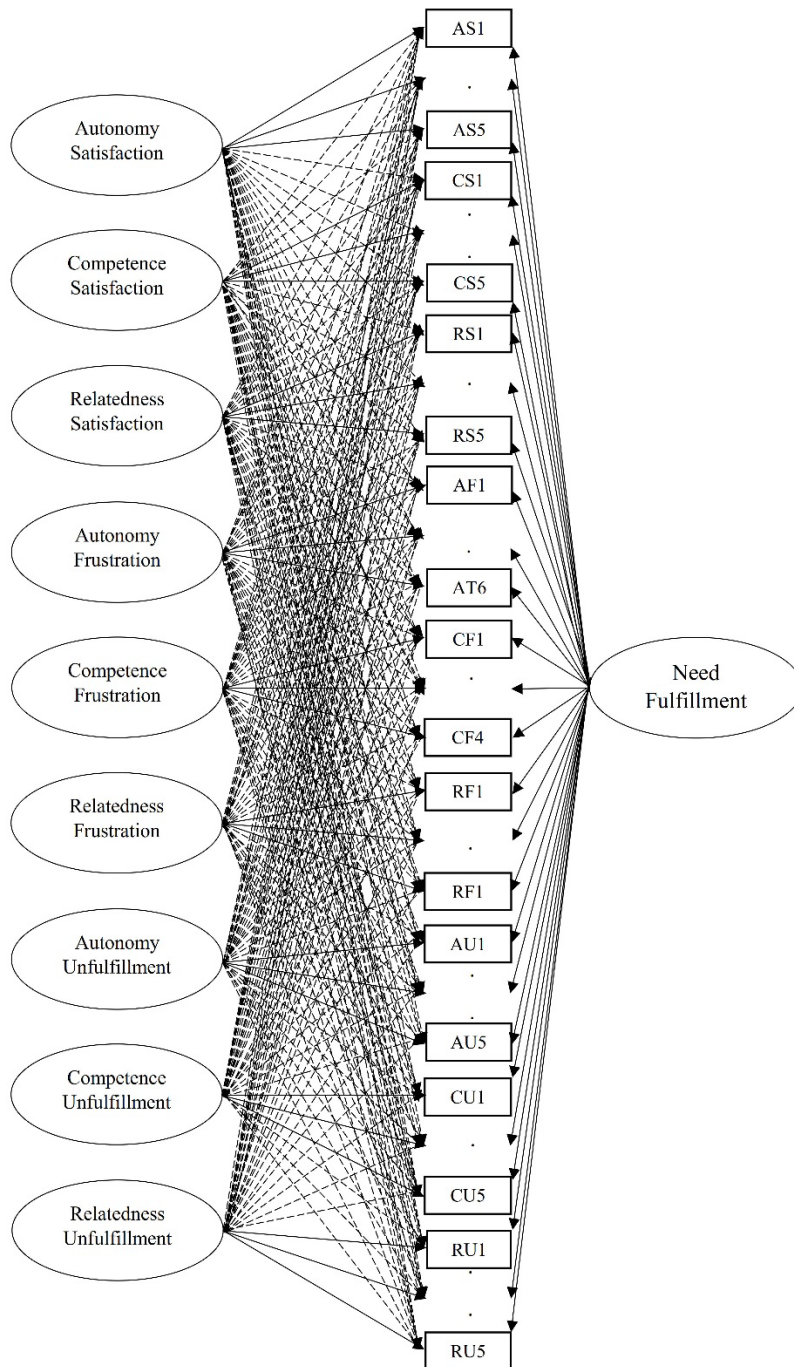 Autonomy
Satisfaction
Competence
Satisfaction
Relatedness
Satisfaction
Autonomy
Frustration
Competence
Frustration
Relatedness
Frustration
Autonomy
Unfulfillment
Competence
Unfulfillment
Relatedness
Unfulfillment
AS1
.
AS5
CS1
.
.
CS5
RS1
.
RS5
AF1
.
AT6
CF1
.
CF4
RF1
.
RF1
AU1
.
.
AU5
CU1
.
CU5
RU1
.
.
RU5
Need
Fulfillment